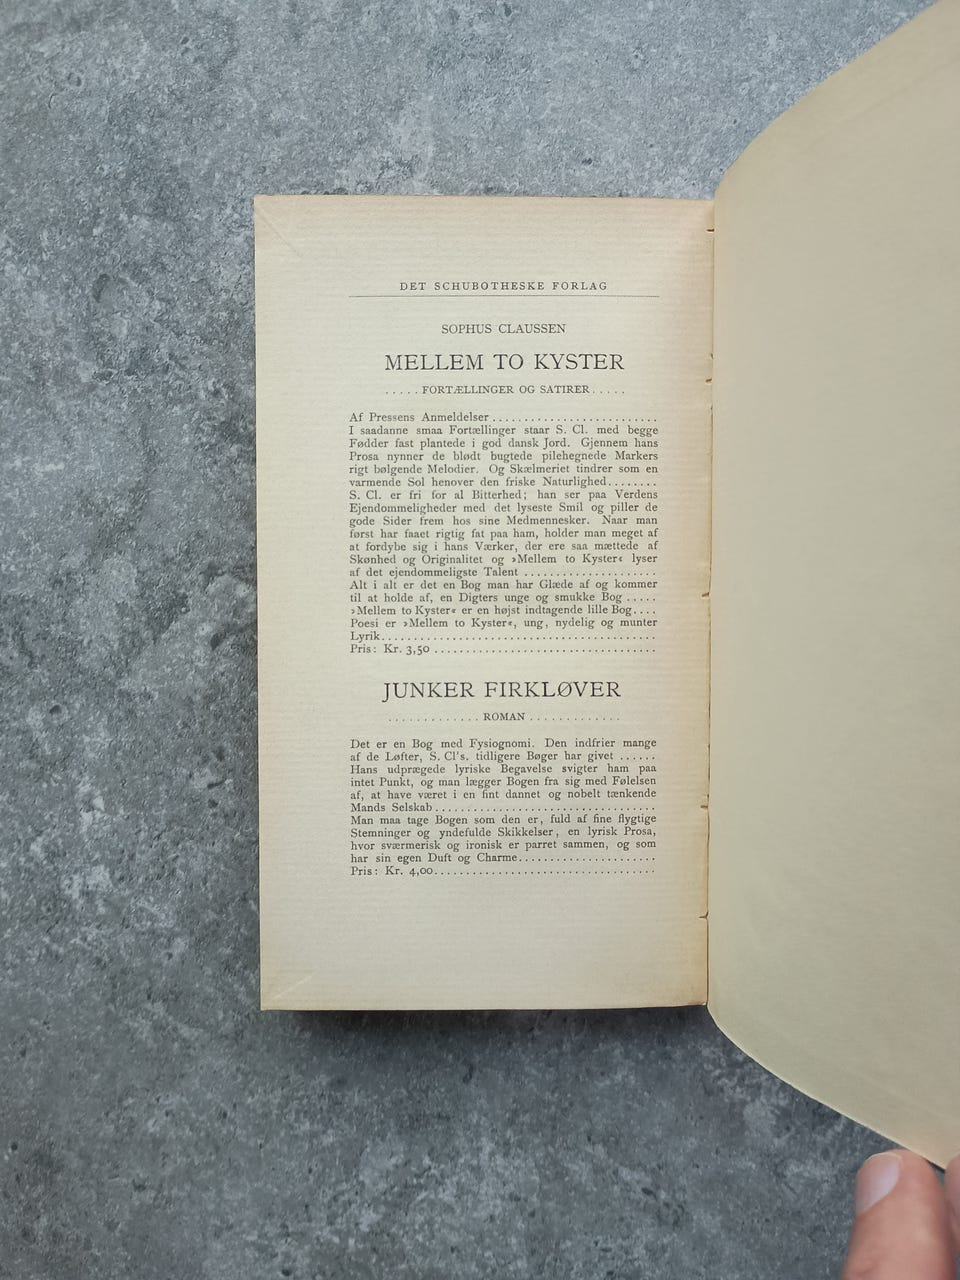 DET SCHUBOTHESKE FORLAG
SOPHUS CLAUSSEN
MELLEM TO KYSTER
.....FORTÆLLINGER OG SATIRER.....
Af Pressens Anmeldelser..........................
I saadanne smaa Fortællinger staar S. Cl. med begge
Fødder fast plantede i god dansk Jord. Gjennem hans
Prosa nynner de blødt bugtede pilehegnede Markers
rigt bølgende Melodier. Og Skælmeriet tindrer som en
varmende Sol henover den friske Naturlighed........
S. Cl. er fri for al Bitterhed; han ser paa Verdens
Ejendommeligheder med det lyseste Smil og piller de
gode Sider frem hos sine Medmennesker. Naar man
først har faaet rigtig fat paa ham, holder man meget af
at fordybe sig i hans Værker, der ere saa mættede af
Skønhed og Originalitet og »Mellem to Kyster« lyser
af det ejendommeligste Talent .....................
Alt i alt er det en Bog man har Glæde af og kommer
til at holde af, en Digters unge og smukke Bog .....
»Mellem to Kyster« er en højst indtagende lille Bog....
Poesi er »Mellem to Kyster«, ung, nydelig og munter
Lyrik...........................................
Pris: Kr. 3,50 ...................................
JUNKER FIRKLØVER
............. ROMAN .............
Det er en Bog med Fysiognomi. Den indfrier mange
af de Løfter, S. Cl's. tidligere Bøger har givet ......
Hans udprægede lyriske Begavelse svigter ham paa
intet Punkt, og man lægger Bogen fra sig med Følelsen
af, at have været i en fint dannet og nobelt tænkende
Mands Selskab...................................
Man maa tage Bogen som den er, fuld af fine flygtige
Stemninger og yndefulde Skikkelser, en lyrisk Prosa,
hvor sværmerisk og ironisk er parret sammen, og som
har sin egen Duft og Charme......................
Pris: Kr. 4,00...................................